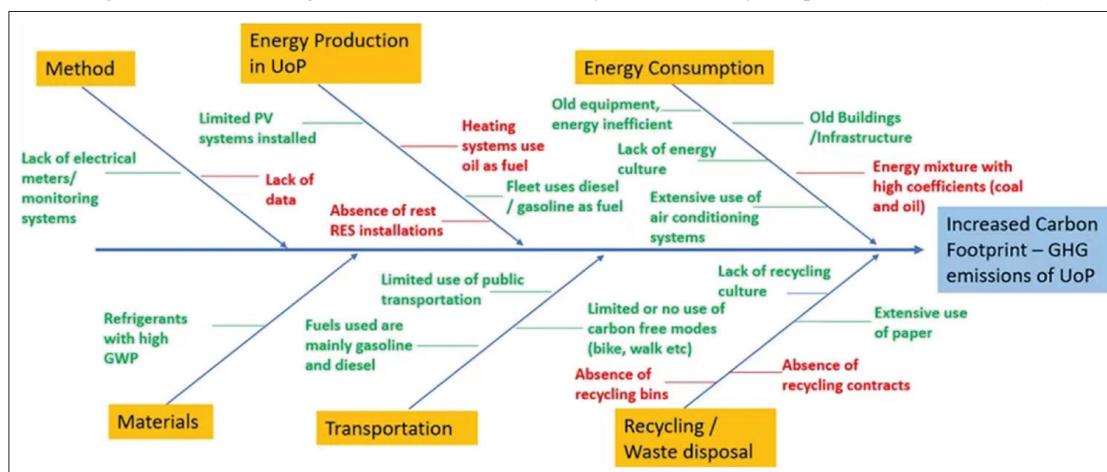 Method
Energy Production
in UoP
Energy Consumption
Limited PV
systems installed
Heating
systems use
oil as fuel
Old equipment,
energy inefficient
Old Buildings
/Infrastructure
Lack of electrical
meters/
monitoring
systems
Lack of
data
Lack of energy
culture
Energy mixture with
high coefficients (coal
and oil)
Fleet uses diesel
/ gasoline as fuel
Absence of rest
RES installations
Extensive use of
air conditioning
systems
Increased Carbon
Footprint – GHG
emissions of UoP
Refrigerants
with high
GWP
Limited use of public
transportation
Fuels used are
mainly gasoline
and diesel
Limited or no use of
carbon free modes
(bike, walk etc)
Lack of recycling
culture
Extensive use
of paper
Absence of
recycling bins
Absence of
recycling contracts
Materials
Transportation
Recycling /
Waste disposal